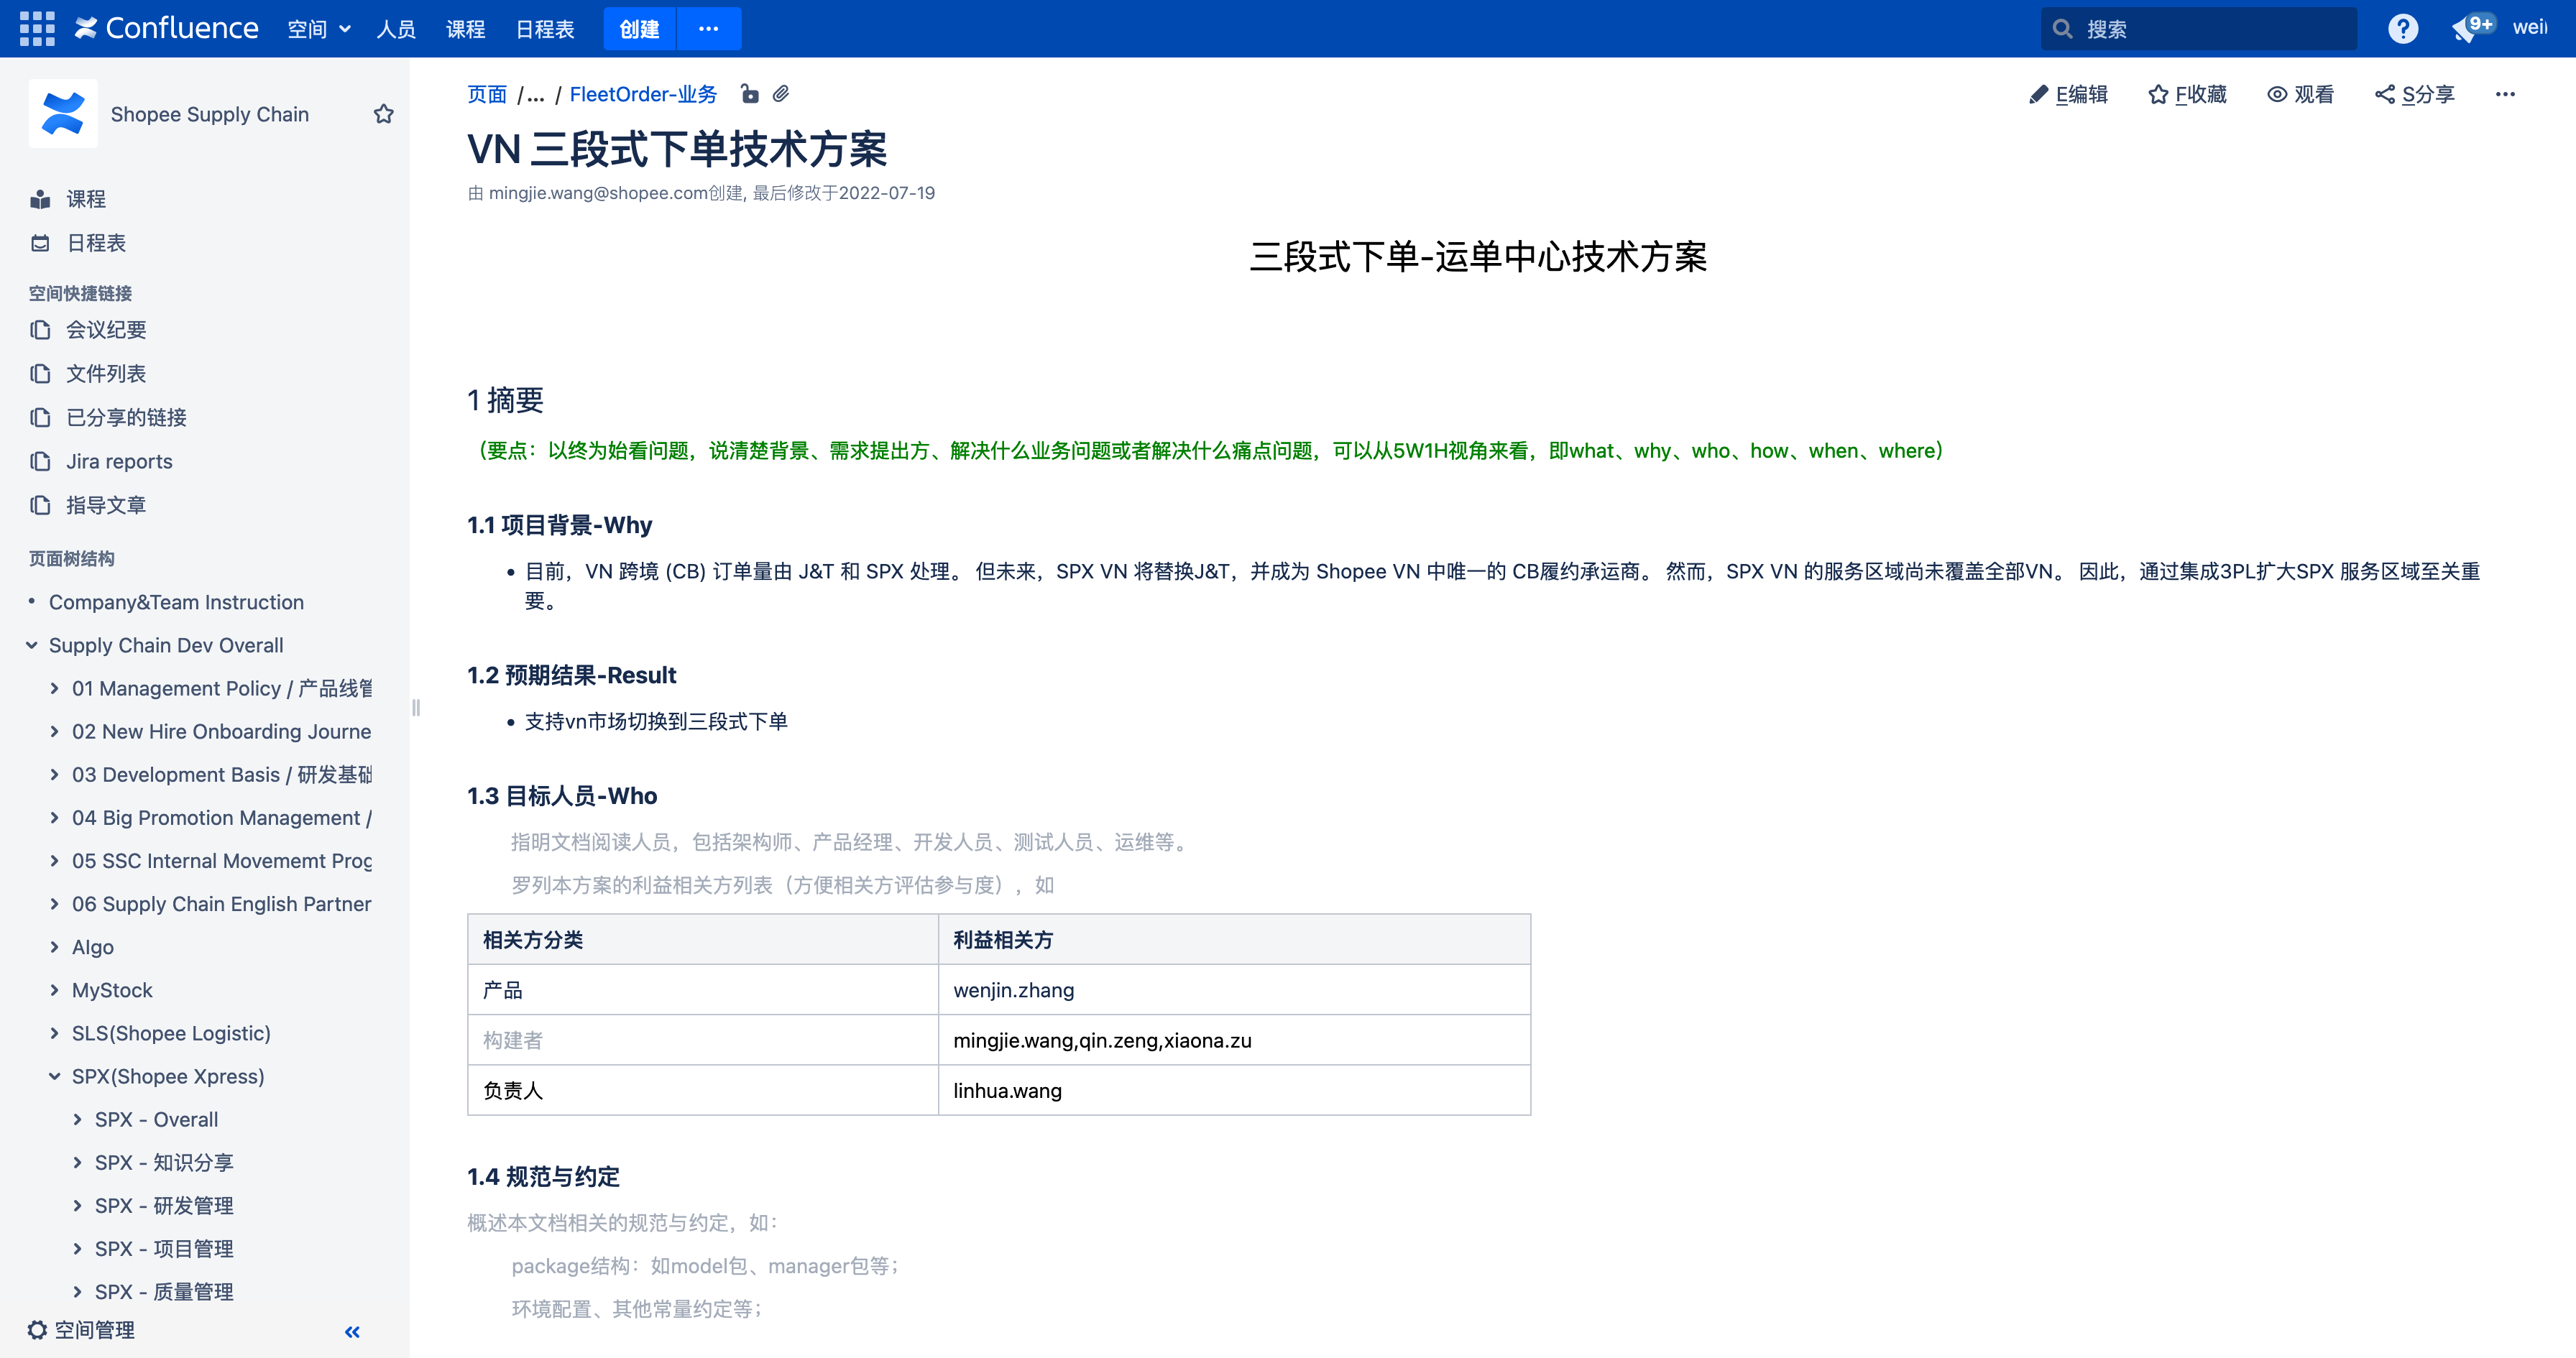 Confluence 空间 人员 课程 日程表 创建 ··· 搜索 9+
Shopee Supply Chain
课程
日程表
空间快捷链接
会议纪要
文件列表
已分享的链接
Jira reports
指导文章
页面树结构
• Company&Team Instruction
Supply Chain Dev Overall
01 Management Policy / 产品线管
02 New Hire Onboarding Journe
03 Development Basis / 研发基础
04 Big Promotion Management /
05 SSC Internal Movememt Prog
06 Supply Chain English Partner
Algo
MyStock
SLS(Shopee Logistic)
SPX(Shopee Xpress)
SPX - Overall
SPX - 知识分享
SPX - 研发管理
SPX - 项目管理
SPX - 质量管理
空间管理
页面 /... / FleetOrder-业务
E编辑 F收藏 观看 S分享 ···
VN 三段式下单技术方案
由 mingjie.wang@shopee.com创建, 最后修改于2022-07-19
三段式下单-运单中心技术方案
1 摘要
（要点：以终为始看问题，说清楚背景、需求提出方、解决什么业务问题或者解决什么痛点问题，可以从5W1H视角来看，即what、why、who、how、when、where）
1.1 项目背景-Why
• 目前，VN 跨境 (CB) 订单量由 J&T 和 SPX 处理。 但未来，SPX VN 将替换J&T，并成为 Shopee VN 中唯一的 CB履约承运商。 然而，SPX VN 的服务区域尚未覆盖全部VN。 因此，通过集成3PL扩大SPX 服务区域至关重
要。
1.2 预期结果-Result
• 支持vn市场切换到三段式下单
1.3 目标人员-Who
指明文档阅读人员，包括架构师、产品经理、开发人员、测试人员、运维等。
罗列本方案的利益相关方列表（方便相关方评估参与度），如
相关方分类 利益相关方
产品 wenjin.zhang
构建者 mingjie.wang,qin.zeng,xiaona.zu
负责人 linhua.wang
1.4 规范与约定
概述本文档相关的规范与约定，如：
package结构：如model包、manager包等；
环境配置、其他常量约定等；